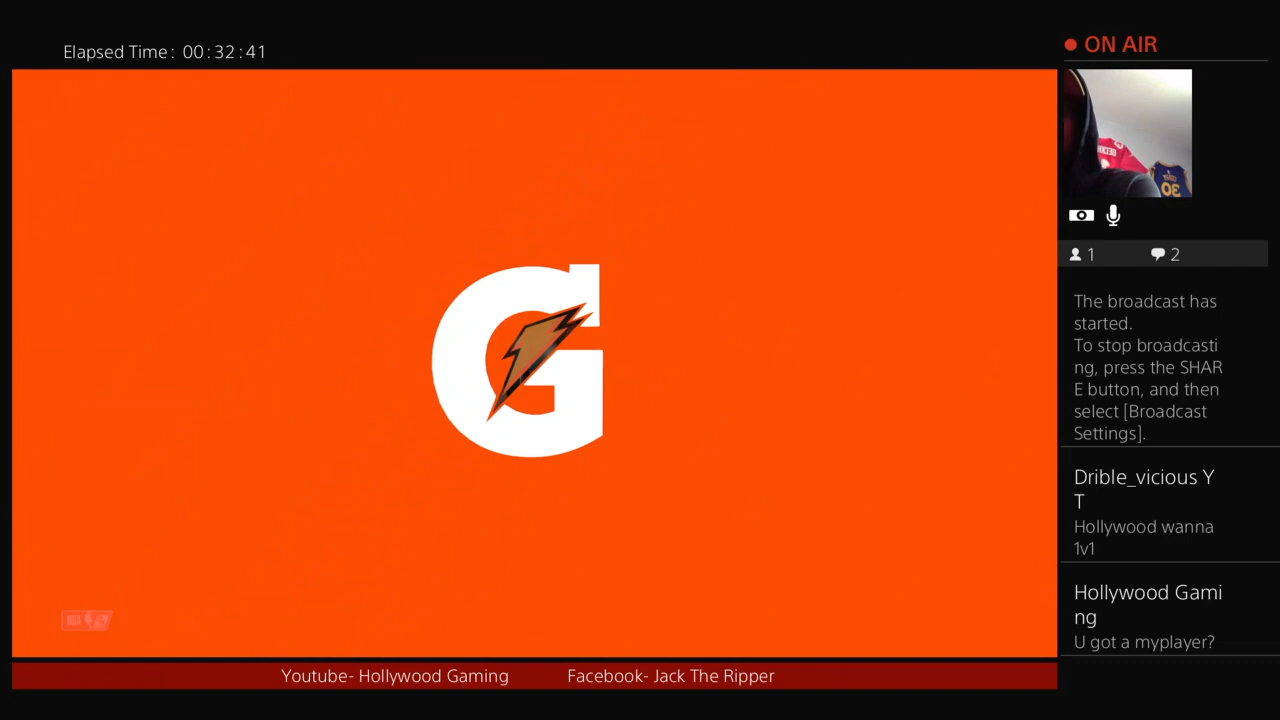 Elapsed Time: 00:32:41
ON AIR
G
30
1
2
The broadcast has
started.
To stop broadcasti
ng, press the SHAR
E button, and then
select [Broadcast
Settings].
Drible_vicious Y
T
Hollywood wanna
1v1
Hollywood Gami
ng
U got a myplayer?
Youtube- Hollywood Gaming
Facebook- Jack The Ripper